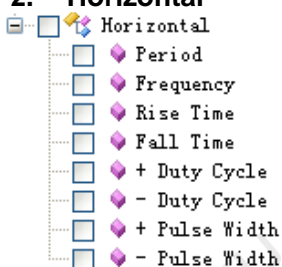 2. Horizontal
Horizontal
Period
Frequency
Rise Time
Fall Time
+ Duty Cycle
- Duty Cycle
+ Pulse Width
- Pulse Width